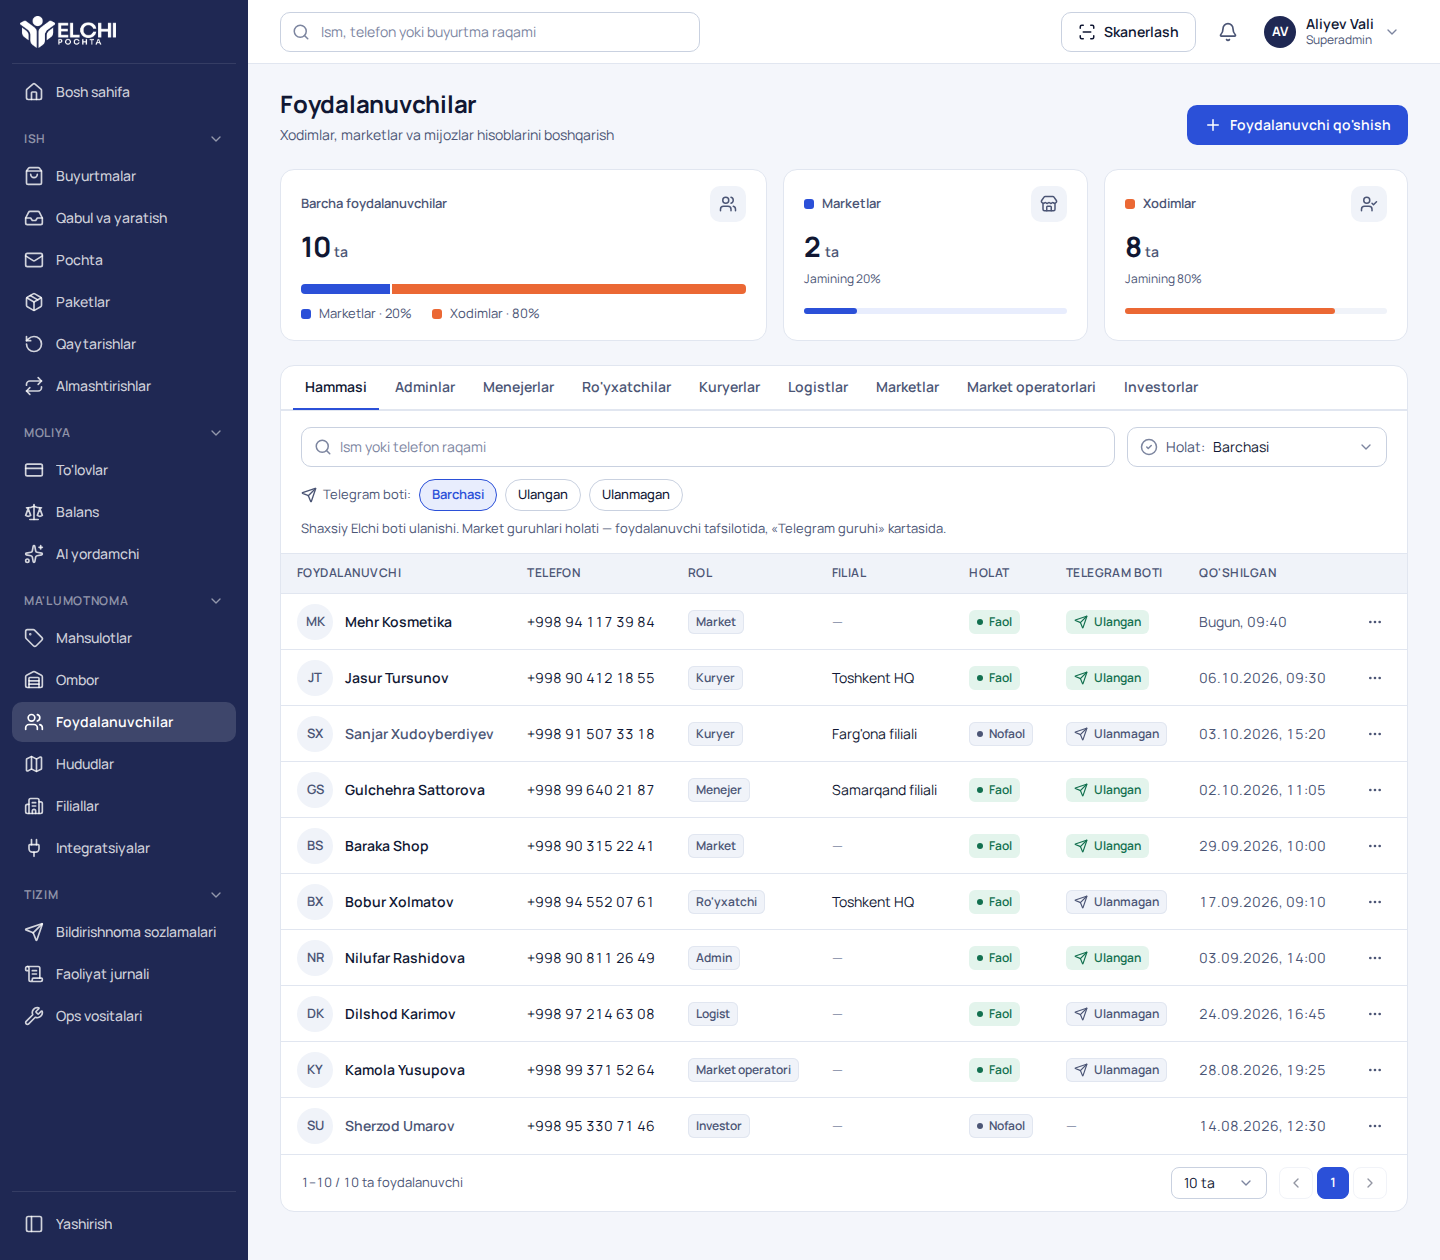 ELCHI
POCHTA
Ism, telefon yoki buyurtma raqami
Skanerlash
AV
Aliyev Vali
Superadmin
Bosh sahifa
ISH
Buyurtmalar
Qabul va yaratish
Pochta
Paketlar
Qaytarishlar
Almashtirishlar
MOLIYA
To'lovlar
Balans
AI yordamchi
MA'LUMOTNOMA
Mahsulotlar
Ombor
Foydalanuvchilar
Hududlar
Filiallar
Integratsiyalar
TIZIM
Bildirishnoma sozlamalari
Faoliyat jurnali
Ops vositalari
Yashirish
Foydalanuvchilar
Xodimlar, marketlar va mijozlar hisoblarini boshqarish
Foydalanuvchi qo'shish
Barcha foydalanuvchilar
10 ta
Marketlar · 20% Xodimlar · 80%
Marketlar
2 ta
Jamining 20%
Xodimlar
8 ta
Jamining 80%
Hammasi Adminlar Menejerlar Ro'yxatchilar Kuryerlar Logistlar Marketlar Market operatorlari Investorlar
Ism yoki telefon raqami
Holat: Barchasi
Telegram boti: Barchasi Ulangan Ulanmagan
Shaxsiy Elchi boti ulanishi. Market guruhlari holati — foydalanuvchi tafsilotida, «Telegram guruhi» kartasida.
FOYDALANUVCHI TELEFON ROL FILIAL HOLAT TELEGRAM BOTI QO'SHILGAN
MK Mehr Kosmetika +998 94 117 39 84 Market — Faol Ulangan Bugun, 09:40
JT Jasur Tursunov +998 90 412 18 55 Kuryer Toshkent HQ Faol Ulangan 06.10.2026, 09:30
SX Sanjar Xudoyberdiyev +998 91 507 33 18 Kuryer Farg'ona filiali Nofaol Ulanmagan 03.10.2026, 15:20
GS Gulchehra Sattorova +998 99 640 21 87 Menejer Samarqand filiali Faol Ulangan 02.10.2026, 11:05
BS Baraka Shop +998 90 315 22 41 Market — Faol Ulangan 29.09.2026, 10:00
BX Bobur Xolmatov +998 94 552 07 61 Ro'yxatchi Toshkent HQ Faol Ulanmagan 17.09.2026, 09:10
NR Nilufar Rashidova +998 90 811 26 49 Admin — Faol Ulangan 03.09.2026, 14:00
DK Dilshod Karimov +998 97 214 63 08 Logist — Faol Ulanmagan 24.09.2026, 16:45
KY Kamola Yusupova +998 99 371 52 64 Market operatori — Faol Ulanmagan 28.08.2026, 19:25
SU Sherzod Umarov +998 95 330 71 46 Investor — Nofaol — 14.08.2026, 12:30
1–10 / 10 ta foydalanuvchi
10 ta
1